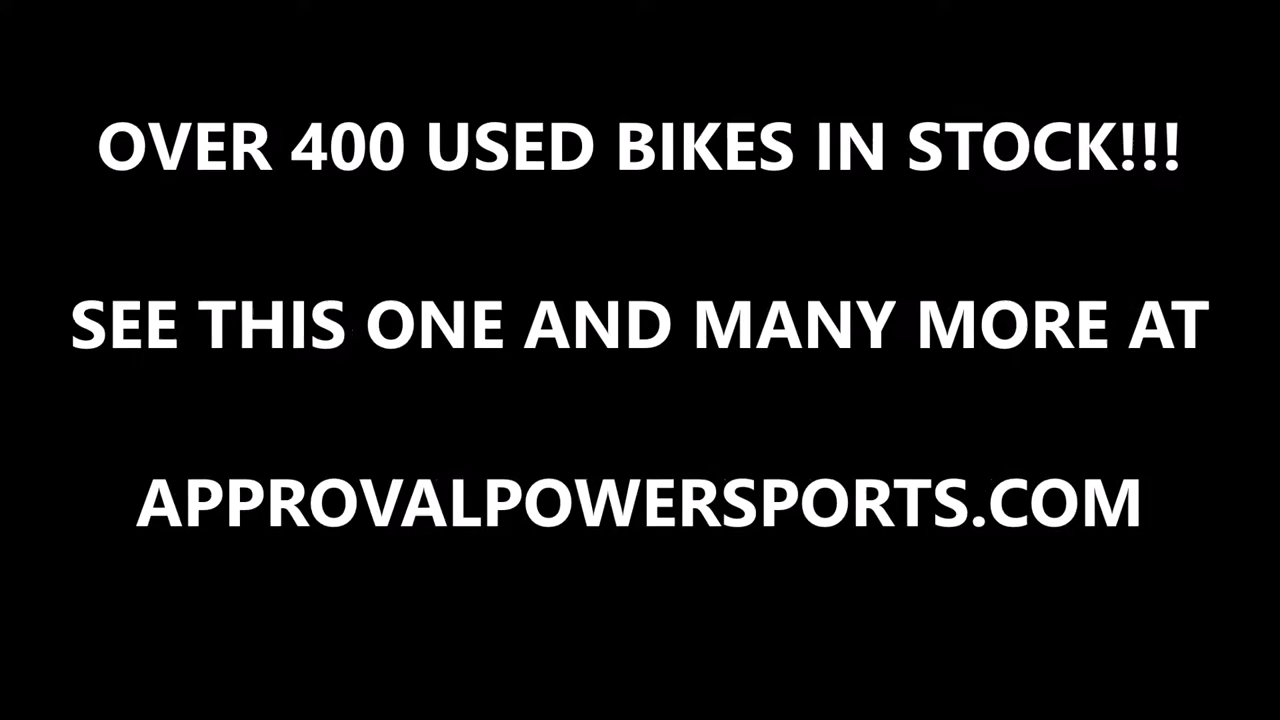 OVER 400 USED BIKES IN STOCK!!!
SEE THIS ONE AND MANY MORE AT
APPROVALPOWERSPORTS.COM